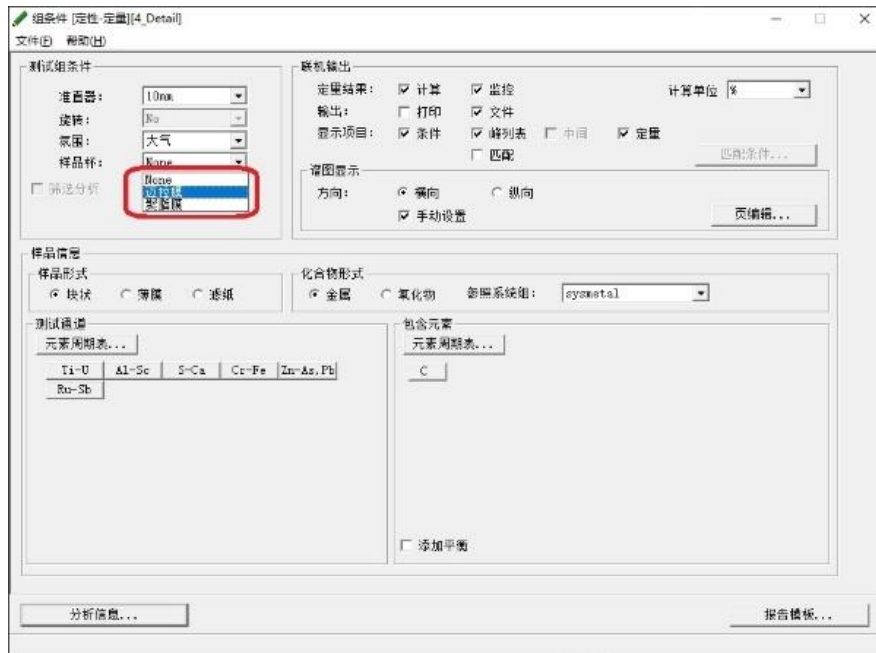 组条件 [定性-定量][4_Detail]
文件(F) 帮助(H)
测试组条件
准直器: 10mm
旋转: No
氛围: 大气
样品杯: None
None
迈拉膜
聚脂膜
筛选分析
联机输出
定量结果: 计算 监控 计算单位 %
输出: 打印 文件
显示项目: 条件 峰列表 中间 定量
匹配 匹配条件...
谱图显示
方向: 横向 纵向
手动设置 页编辑...
样品信息
样品形式
块状 薄膜 滤纸
化合物形式
金属 氧化物 参照系统组: sysmetal
测试通道
元素周期表...
Ti-U Al-Sc S-Ca Cr-Fe Zn-As,Pb
Ru-Sb
包含元素
元素周期表...
C
添加平衡
分析信息... 报告模板...